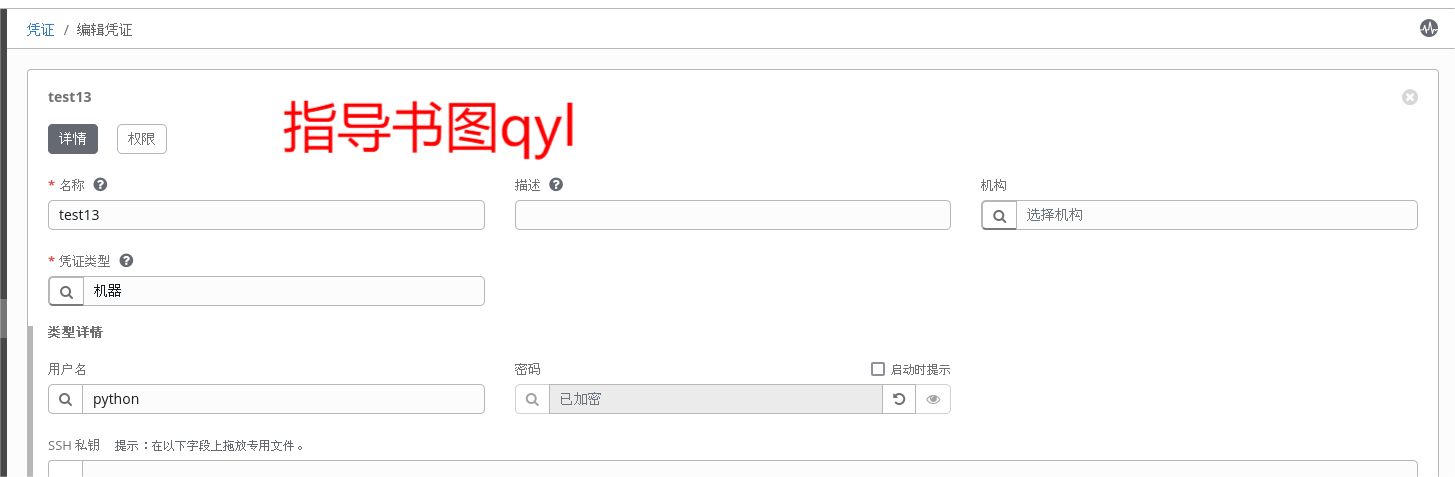 凭证 / 编辑凭证
test13
详情 权限
指导书图qyl
* 名称 描述 机构
test13 选择机构
* 凭证类型
机器
类型详情
用户名 密码 启动时提示
python 已加密
SSH 私钥 提示：在以下字段上拖放专用文件。